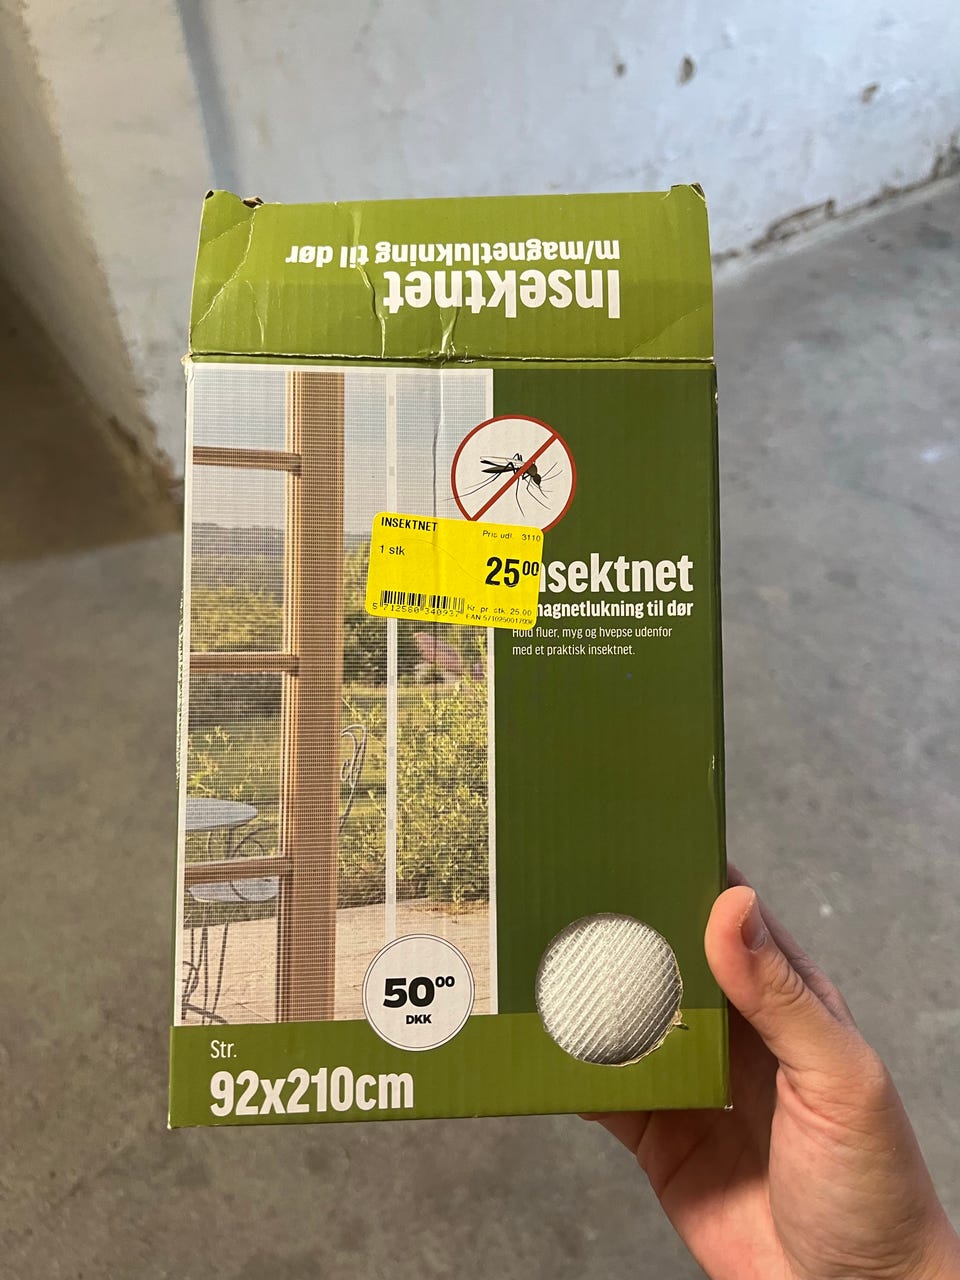 Insektnet
m/magnetlukning til dør
INSEKTNET
Pris udl. 3110
1 stk
25.00
Kr. pr. stk. 25,00
nsektnet
magnetlukning til dør
Hold fluer, myg og hvepse udenfor
med et praktisk insektnet.
50.00
DKK
Str.
92x210cm